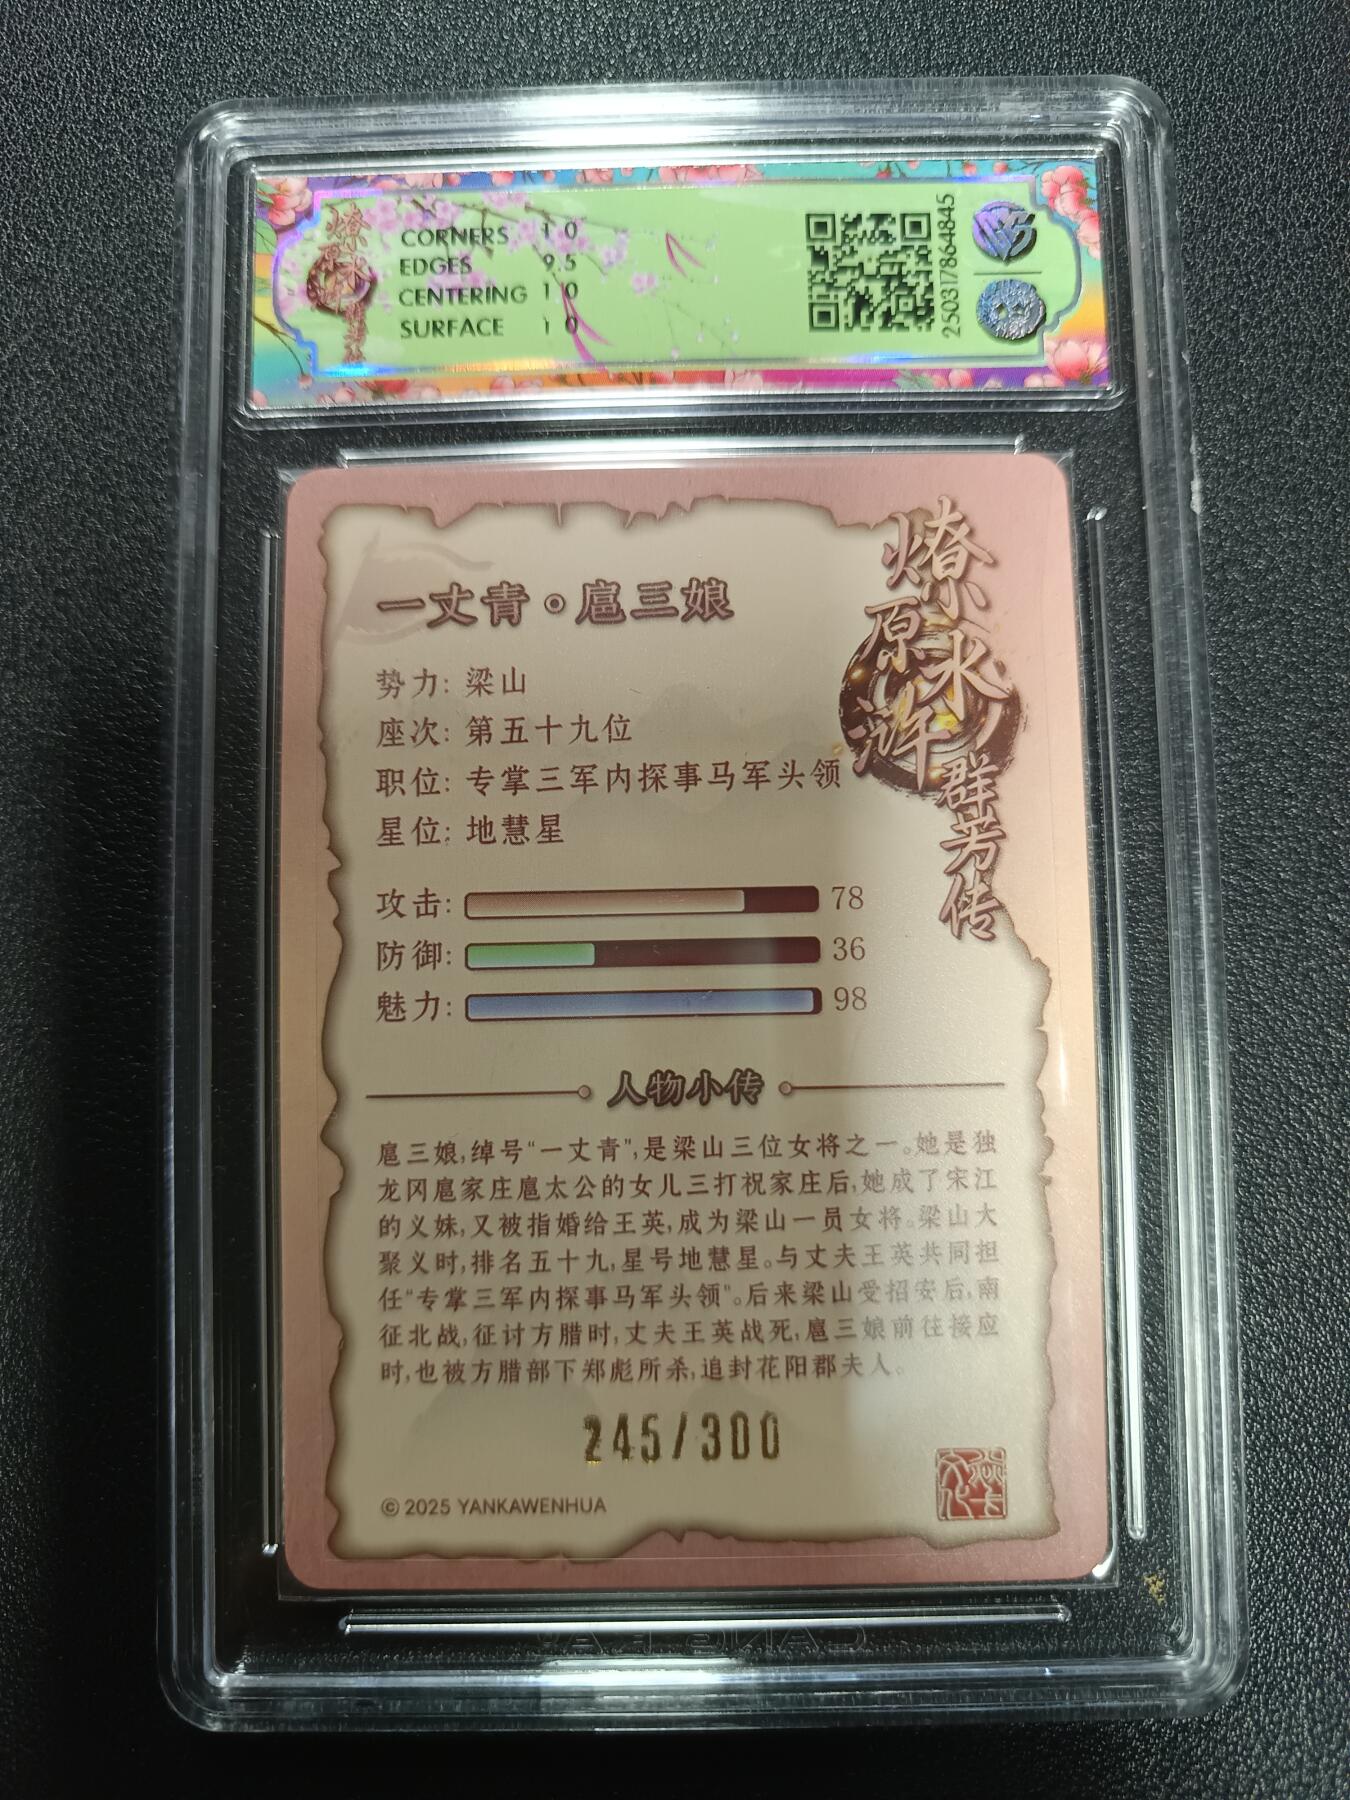 燎原水浒群芳传
CORNERS 10
EDGES 9.5
CENTERING 10
SURFACE 10
2503178864845
燎原水浒
群芳传
一丈青·扈三娘
势力:梁山
座次:第五十九位
职位:专掌三军内探事马军头领
星位:地慧星
攻击: 78
防御: 36
魅力: 98
人物小传
扈三娘,绰号“一丈青”,是梁山三位女将之一。她是独
龙冈扈家庄扈太公的女儿三打祝家庄后,她成了宋江
的义妹,又被指婚给王英,成为梁山一员女将。梁山大
聚义时,排名五十九,星号地慧星。与丈夫王英共同担
任“专掌三军内探事马军头领”。后来梁山受招安后,南
征北战,征讨方腊时,丈夫王英战死,扈三娘前往接应
时,也被方腊部下郑彪所杀,追封花阳郡夫人。
245/300
© 2025 YANKAWENHUA